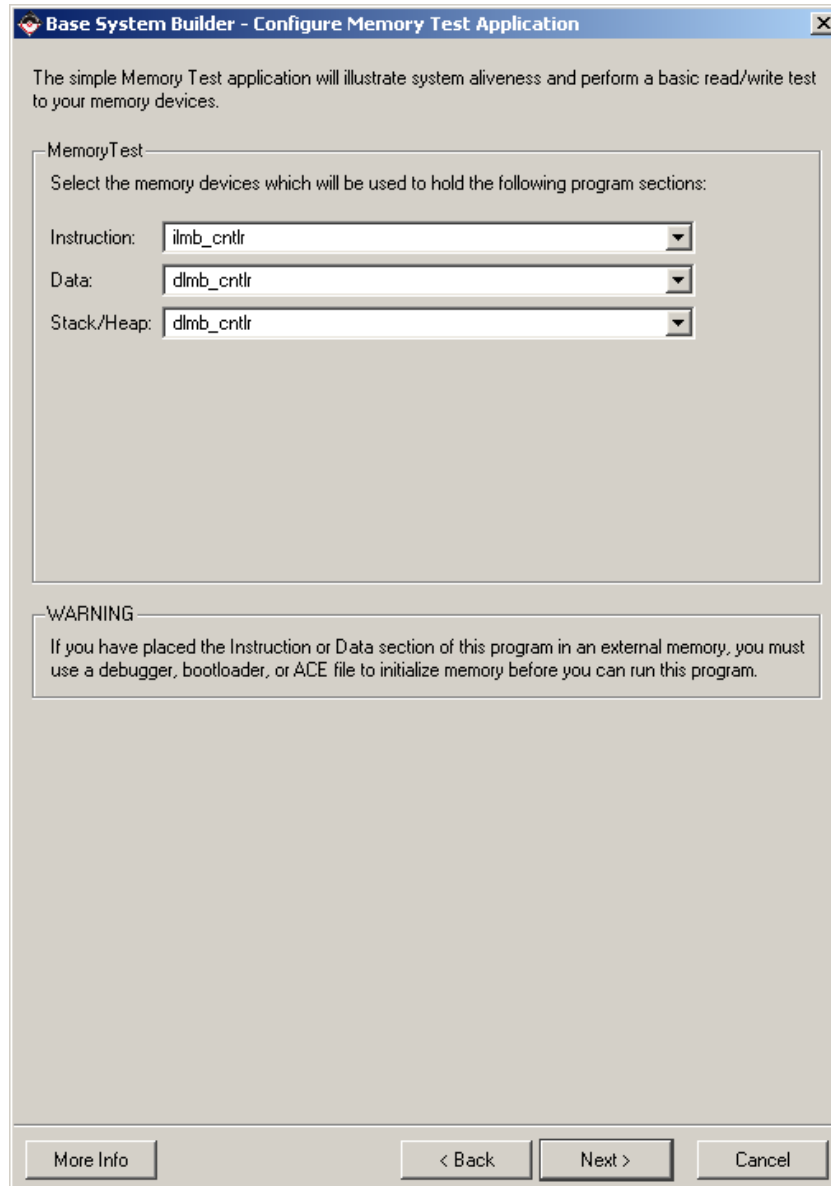 Base System Builder - Configure Memory Test Application
The simple Memory Test application will illustrate system aliveness and perform a basic read/write test
to your memory devices.
MemoryTest
Select the memory devices which will be used to hold the following program sections:
Instruction: ilmb_cntlr
Data: dlmb_cntlr
Stack/Heap: dlmb_cntlr
WARNING
If you have placed the Instruction or Data section of this program in an external memory, you must
use a debugger, bootloader, or ACE file to initialize memory before you can run this program.
More Info < Back Next > Cancel